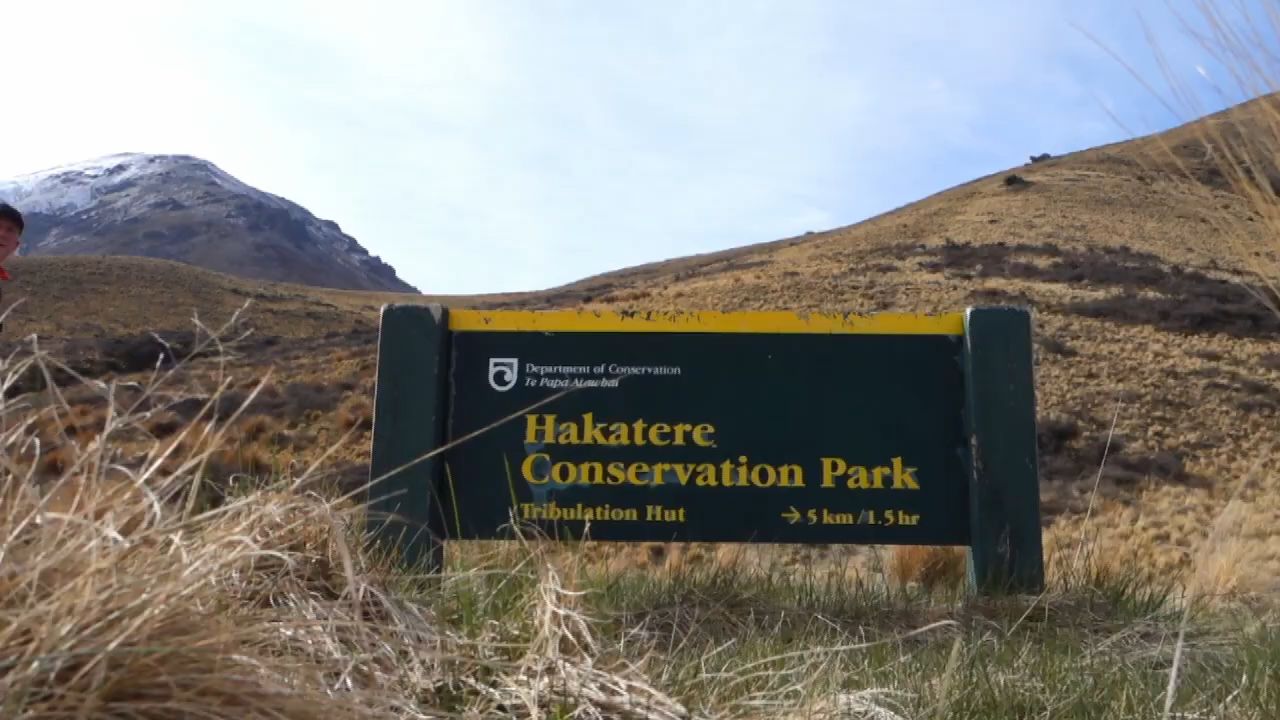 Department of Conservation
Te Papa Atawhai
Hakatere
Conservation Park
Tribulation Hut → 5 km / 1.5 hr